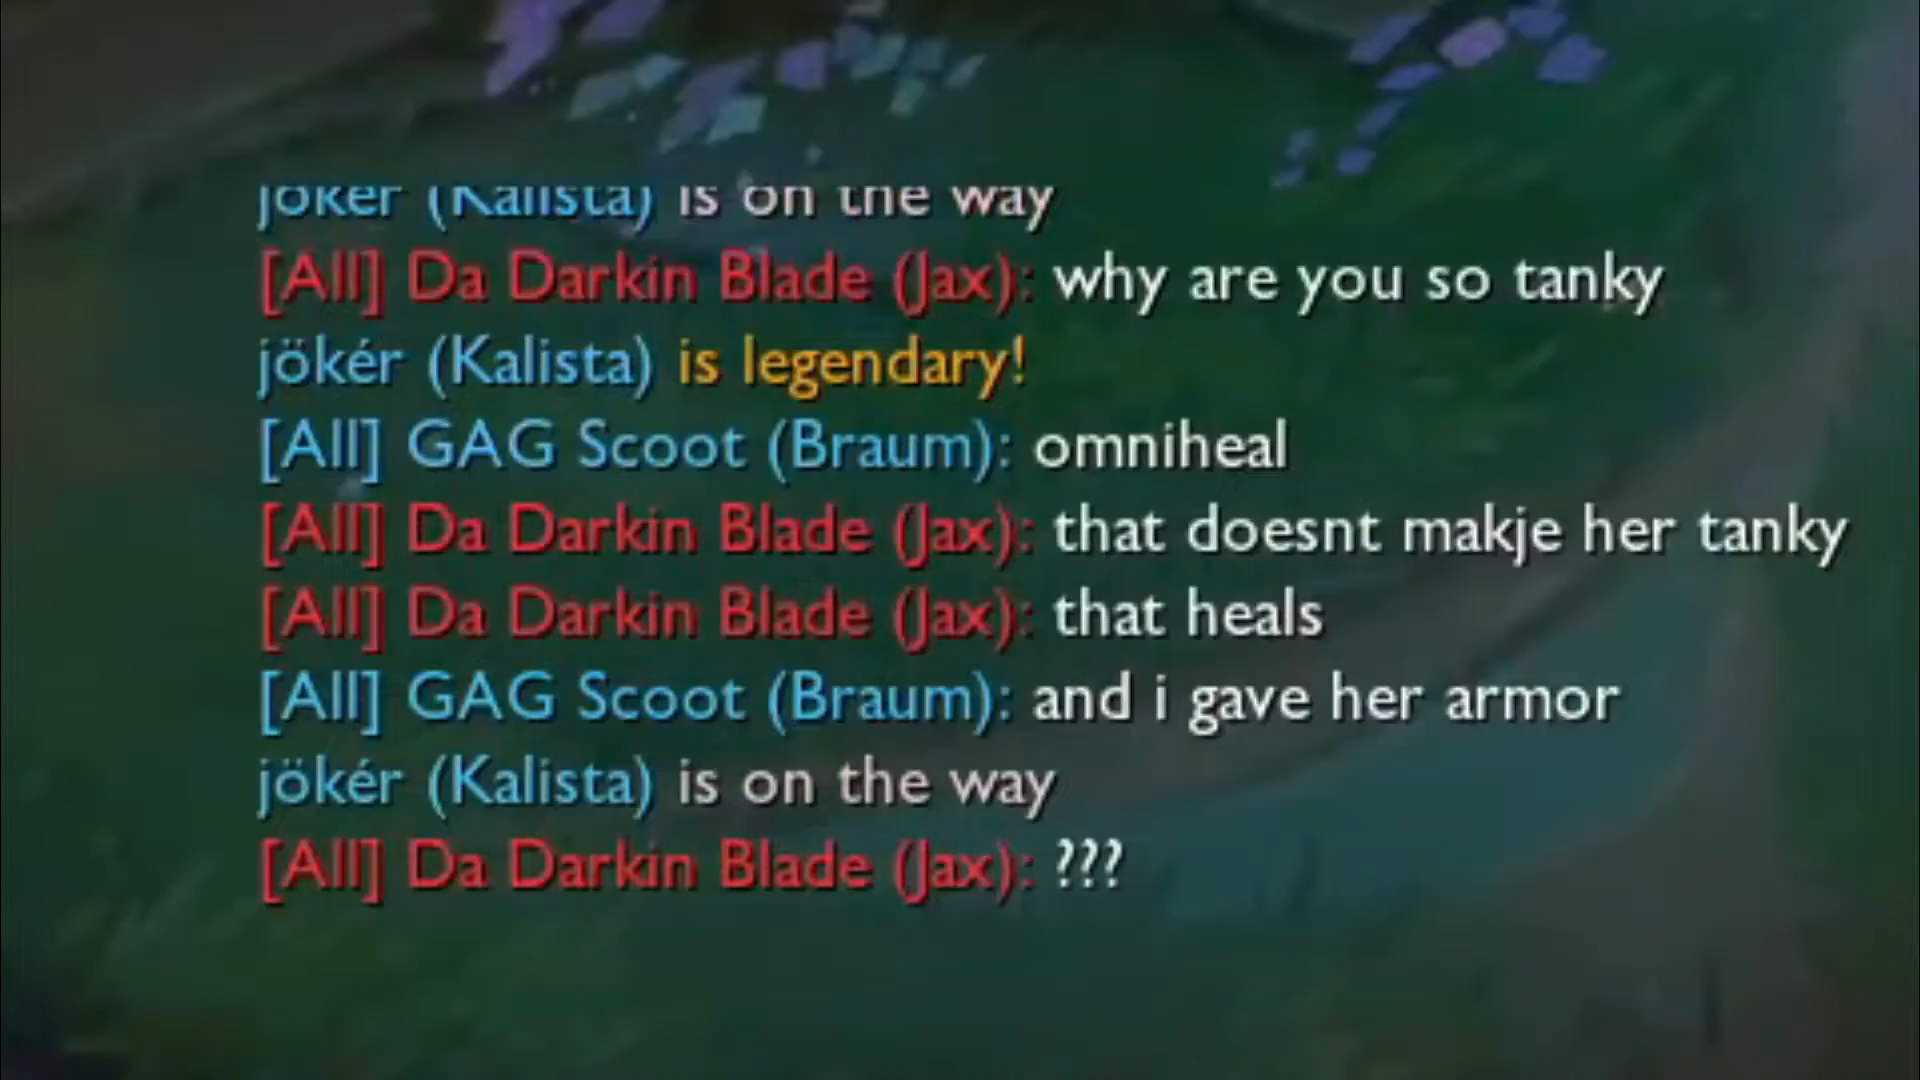 jökér (Kalista) is on the way
[All] Da Darkin Blade (Jax): why are you so tanky
jökér (Kalista) is legendary!
[All] GAG Scoot (Braum): omniheal
[All] Da Darkin Blade (Jax): that doesnt makje her tanky
[All] Da Darkin Blade (Jax): that heals
[All] GAG Scoot (Braum): and i gave her armor
jökér (Kalista) is on the way
[All] Da Darkin Blade (Jax): ???